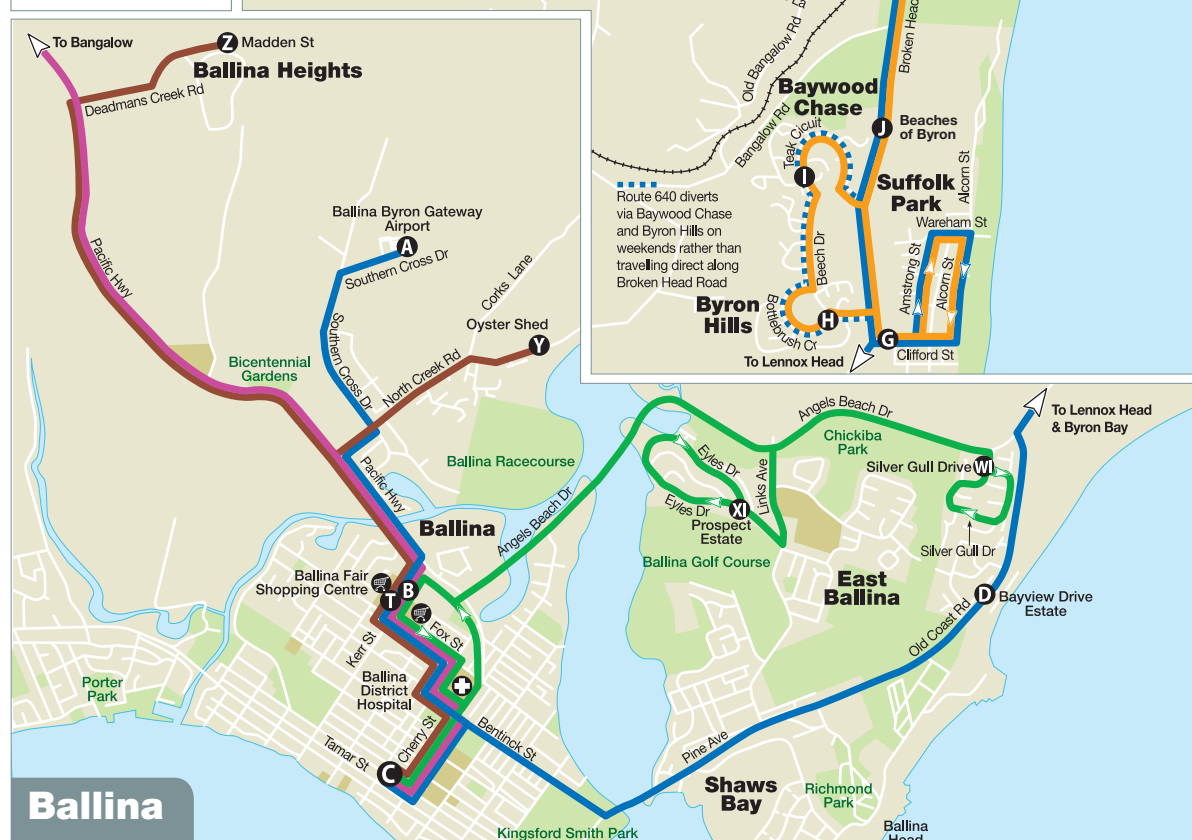 To Bangalow
Z
Madden St
Ballina Heights
Deadmans Creek Rd
Pacific Hwy
Ballina Byron Gateway
Airport
A
Southern Cross Dr
Southern Cross Dr
Corks Lane
Oyster Shed
Y
North Creek Rd
Bicentennial
Gardens
Pacific Hwy
Ballina Racecourse
Ballina
Angels Beach Dr
Ballina Fair
Shopping Centre
T
B
Fox St
Kerr St
Ballina
District
Hospital
Porter
Park
Cherry St
Tamar St
C
Bentinck St
Ballina
Kingsford Smith Park
Old Bangalow Rd
Broken Head
Baywood
Chase
Bangalow Rd
Teak Cicuit
J
Beaches
of Byron
I
Suffolk
Park
Alcorn St
Wareham St
Route 640 diverts
via Baywood Chase
and Byron Hills on
weekends rather than
travelling direct along
Broken Head Road
Beech Dr
Armstrong St
Alcorn St
Byron
Hills
Bottlebrush Cr
H
G
Clifford St
To Lennox Head
Angels Beach Dr
To Lennox Head
& Byron Bay
Chickiba
Park
Eyles Dr
Links Ave
Silver Gull Drive
WI
Eyles Dr
XI
Prospect
Estate
Silver Gull Dr
Ballina Golf Course
East
Ballina
D
Bayview Drive
Estate
Old Coast Rd
Pine Ave
Shaws
Bay
Richmond
Park
Ballina
Head